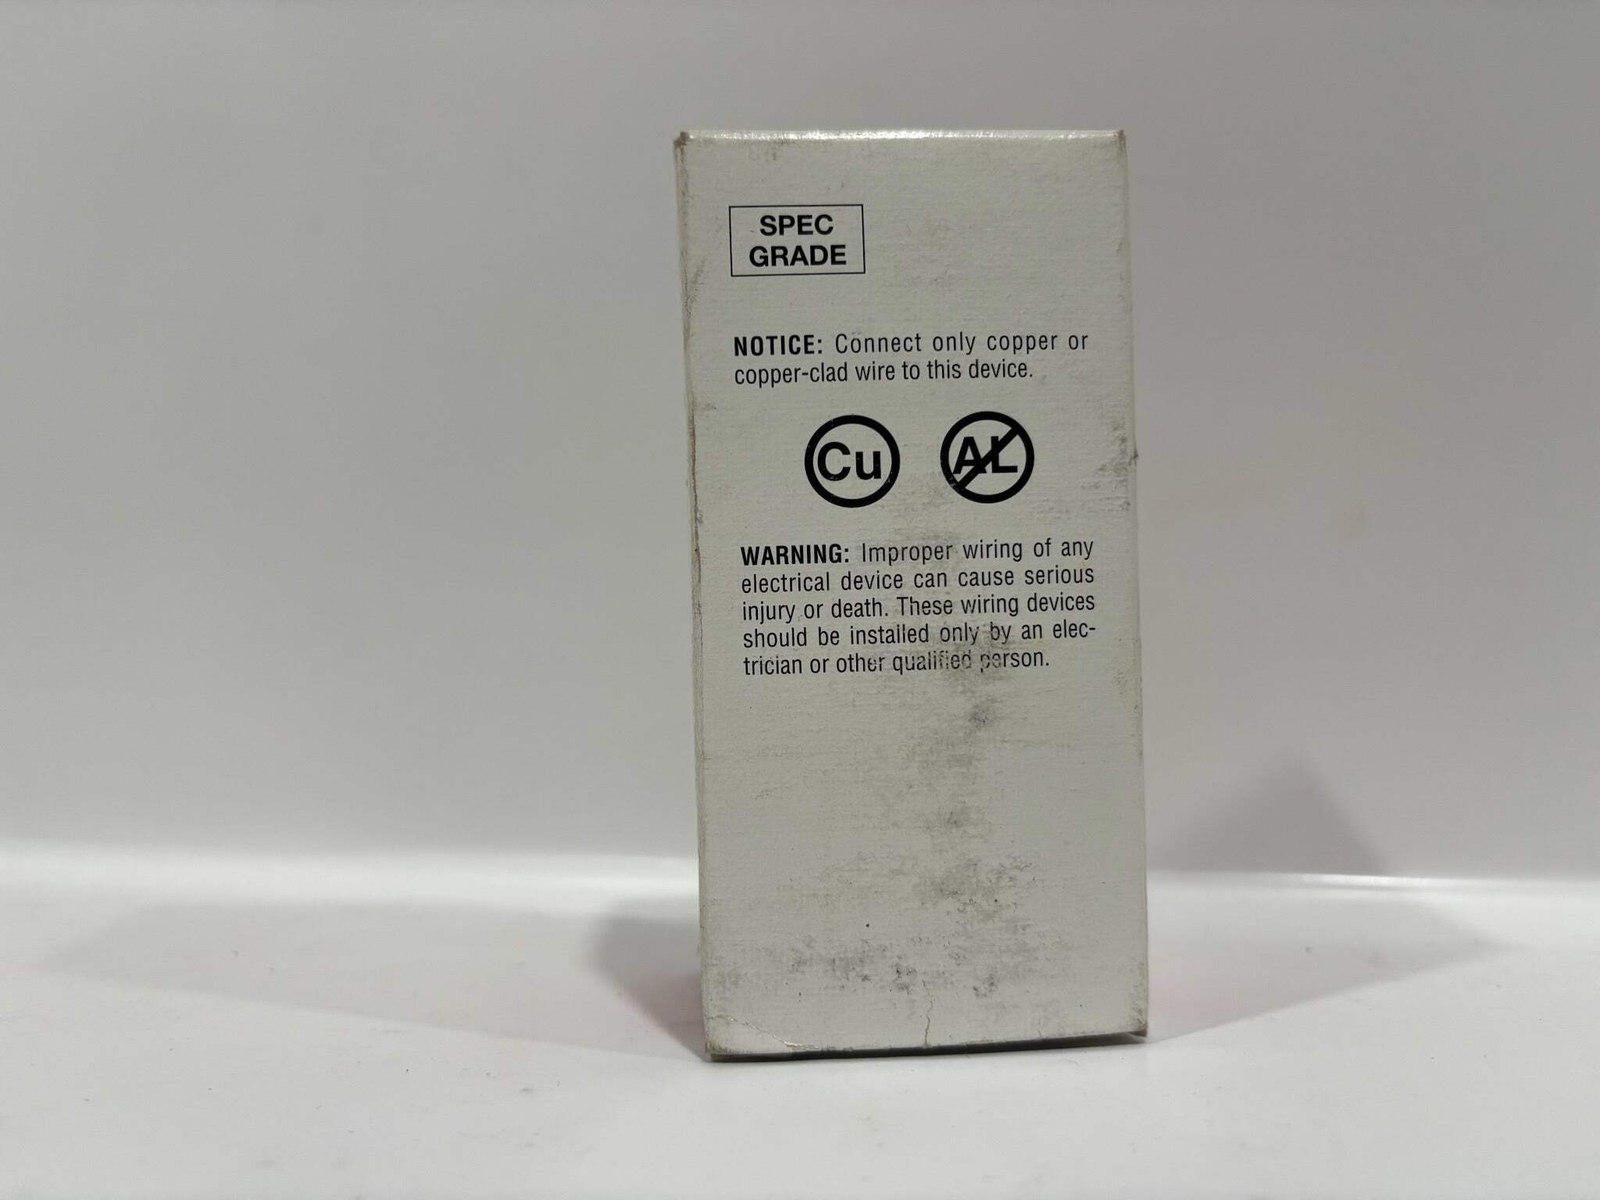 SPEC
GRADE
NOTICE: Connect only copper or
copper-clad wire to this device.
Cu AL
WARNING: Improper wiring of any
electrical device can cause serious
injury or death. These wiring devices
should be installed only by an elec-
trician or other qualified person.